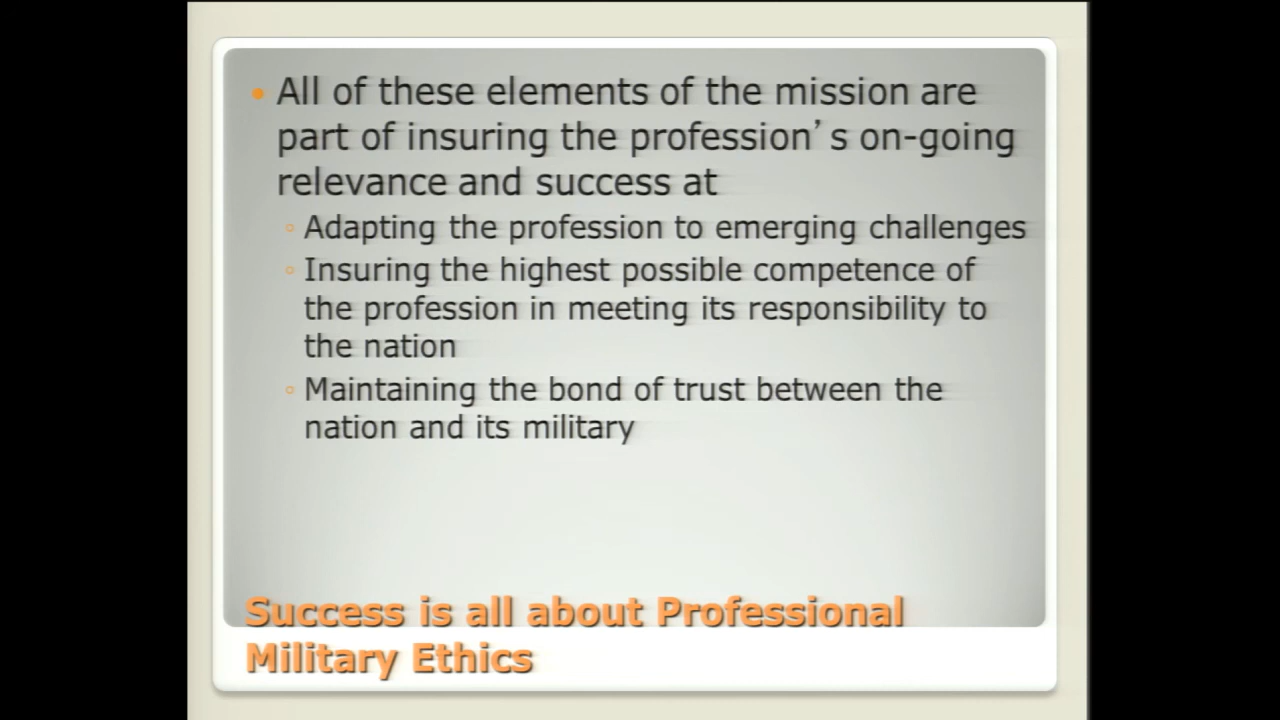 All of these elements of the mission are
part of insuring the profession's on-going
relevance and success at
Adapting the profession to emerging challenges
Insuring the highest possible competence of
the profession in meeting its responsibility to
the nation
Maintaining the bond of trust between the
nation and its military
Success is all about Professional
Military Ethics